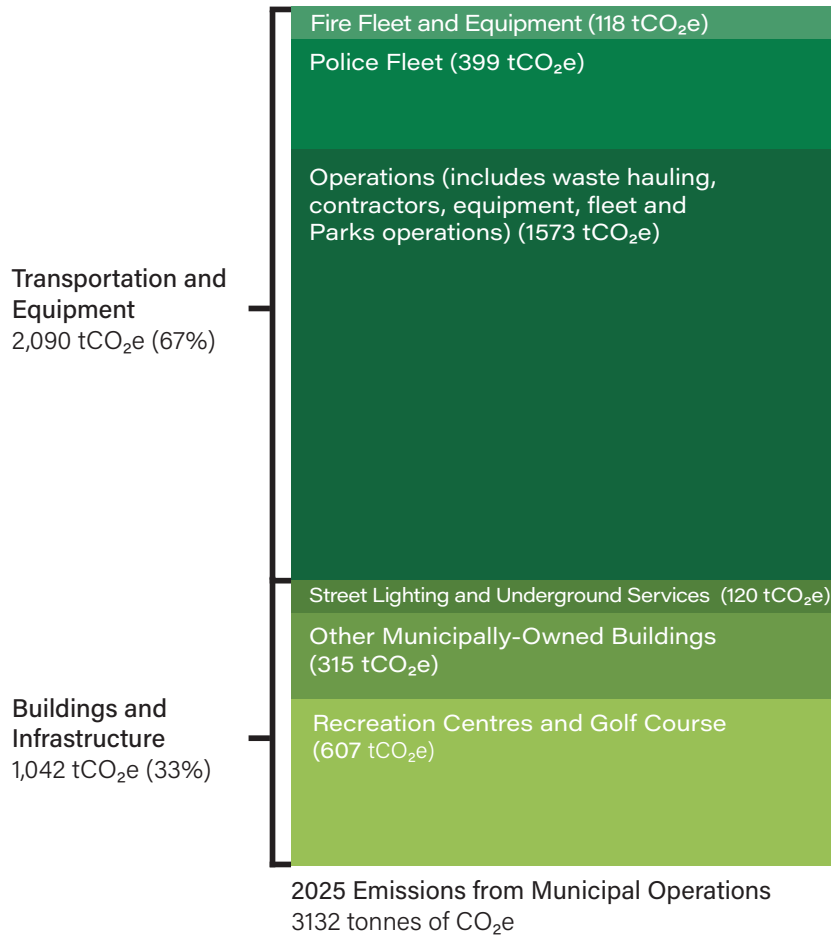 Fire Fleet and Equipment (118 tCO₂e)
Police Fleet (399 tCO₂e)
Operations (includes waste hauling,
contractors, equipment, fleet and
Parks operations) (1573 tCO₂e)
Transportation and
Equipment
2,090 tCO₂e (67%)
Street Lighting and Underground Services (120 tCO₂e)
Other Municipally-Owned Buildings
(315 tCO₂e)
Buildings and
Infrastructure
1,042 tCO₂e (33%)
Recreation Centres and Golf Course
(607 tCO₂e)
2025 Emissions from Municipal Operations
3132 tonnes of CO₂e